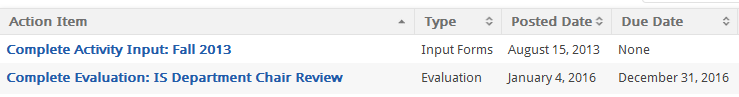 Action Item Type Posted Date Due Date
Complete Activity Input: Fall 2013 Input Forms August 15, 2013 None
Complete Evaluation: IS Department Chair Review Evaluation January 4, 2016 December 31, 2016